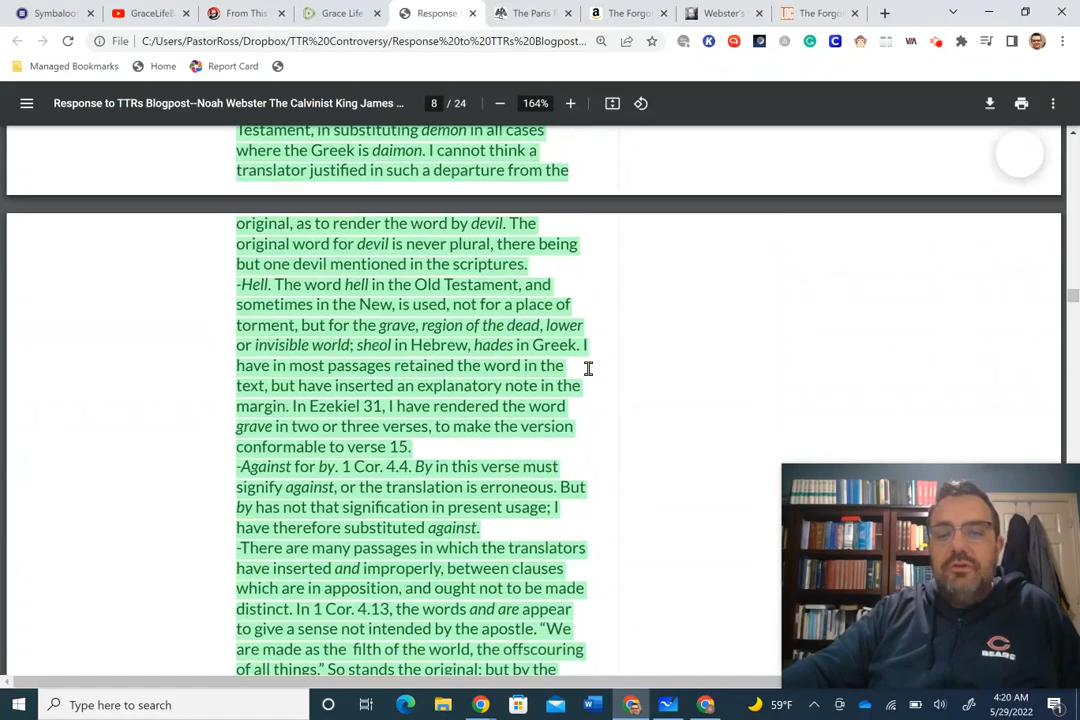 Symbaloo
GraceLifeB
From This
Grace Life
Response
The Paris P
The Forgo
Webster's
The Forgo
File
C:/Users/PastorRoss/Dropbox/TTR%20Controversy/Response%20to%20TTRs%20Blogpost...
Managed Bookmarks
Home
Report Card
Response to TTRs Blogpost--Noah Webster The Calvinist King James ...
8 / 24
164%
Testament, in substituting demon in all cases
where the Greek is daimon. I cannot think a
translator justified in such a departure from the
original, as to render the word by devil. The
original word for devil is never plural, there being
but one devil mentioned in the scriptures.
-Hell. The word hell in the Old Testament, and
sometimes in the New, is used, not for a place of
torment, but for the grave, region of the dead, lower
or invisible world; sheol in Hebrew, hades in Greek. I
have in most passages retained the word in the
text, but have inserted an explanatory note in the
margin. In Ezekiel 31, I have rendered the word
grave in two or three verses, to make the version
conformable to verse 15.
-Against for by. 1 Cor. 4.4. By in this verse must
signify against, or the translation is erroneous. But
by has not that signification in present usage; I
have therefore substituted against.
-There are many passages in which the translators
have inserted and improperly, between clauses
which are in apposition, and ought not to be made
distinct. In 1 Cor. 4.13, the words and are appear
to give a sense not intended by the apostle. “We
are made as the filth of the world, the offscouring
of all things.” So stands the original; but by the
BEARS
Type here to search
59°F
4:20 AM
5/29/2022